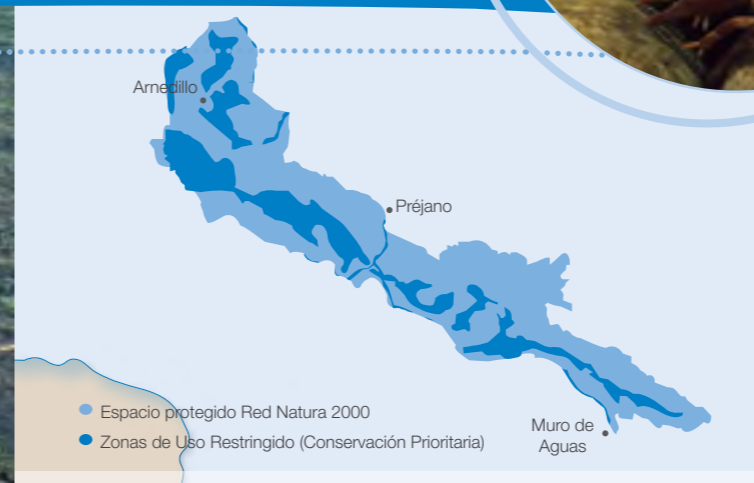 Arnedillo
Préjano
Espacio protegido Red Natura 2000
Zonas de Uso Restringido (Conservación Prioritaria)
Muro de
Aguas